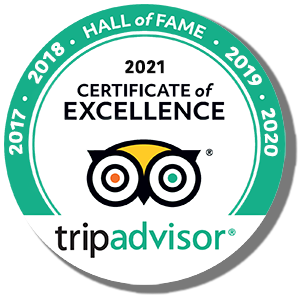 2017 • 2018 • HALL of FAME • 2019 • 2020
2021
CERTIFICATE of
EXCELLENCE
®
tripadvisor®